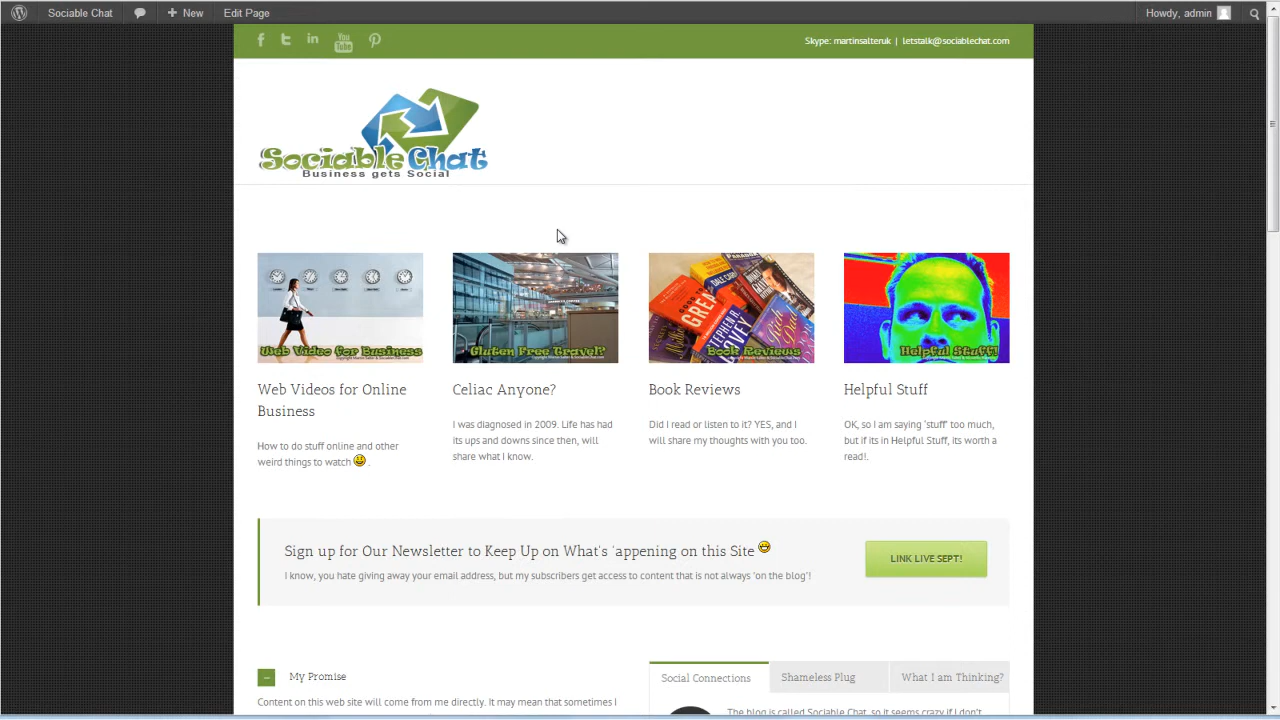 Sociable Chat
New
Edit Page
Howdy, admin
Skype: martinsalteruk | letstalk@sociablechat.com
Sociable Chat
Business gets Social
Web Video for Business
Gluten Free Travel?
Book Reviews
Helpful Stuff!
Web Videos for Online
Business
How to do stuff online and other
weird things to watch
.
Celiac Anyone?
I was diagnosed in 2009. Life has had
its ups and downs since then, will
share what I know.
Book Reviews
Did I read or listen to it? YES, and I
will share my thoughts with you too.
Helpful Stuff
OK, so I am saying 'stuff' too much,
but if its in Helpful Stuff, its worth a
read!.
Sign up for Our Newsletter to Keep Up on What's 'appening on this Site
I know, you hate giving away your email address, but my subscribers get access to content that is not always 'on the blog'!
LINK LIVE SEPT!
My Promise
Content on this web site will come from me directly. It may mean that sometimes I
Social Connections
Shameless Plug
What I am Thinking?
The blog is called Sociable Chat, so it seems crazy if I don't